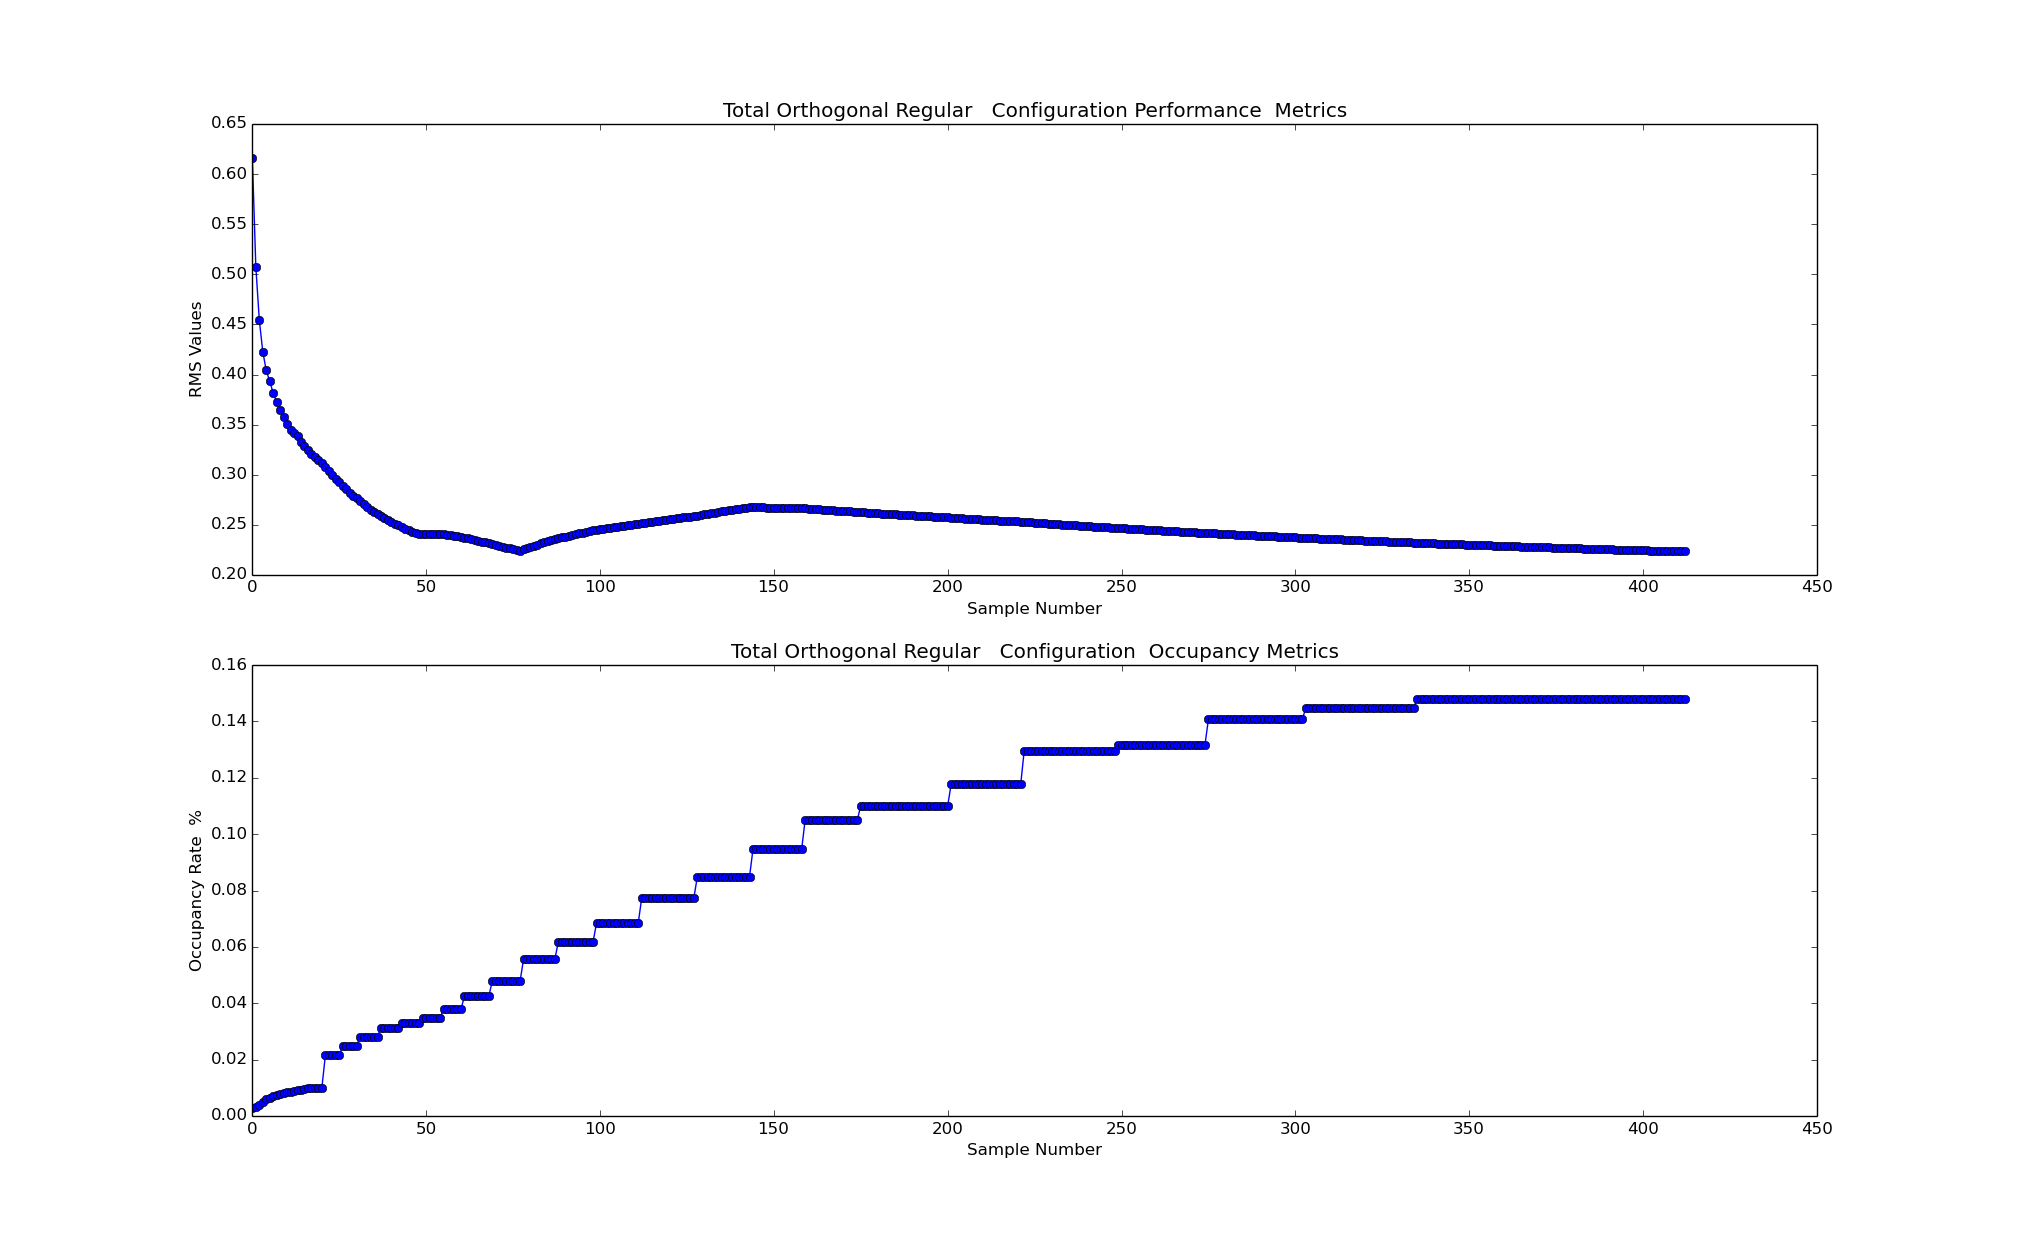 Total Orthogonal Regular   Configuration Performance  Metrics
0.65
0.60
0.55
0.50
0.45
0.40
0.35
0.30
0.25
0.20
RMS Values
0 50 100 150 200 250 300 350 400 450
Sample Number
Total Orthogonal Regular   Configuration  Occupancy Metrics
0.16
0.14
0.12
0.10
0.08
0.06
0.04
0.02
0.00
Occupancy Rate  %
0 50 100 150 200 250 300 350 400 450
Sample Number